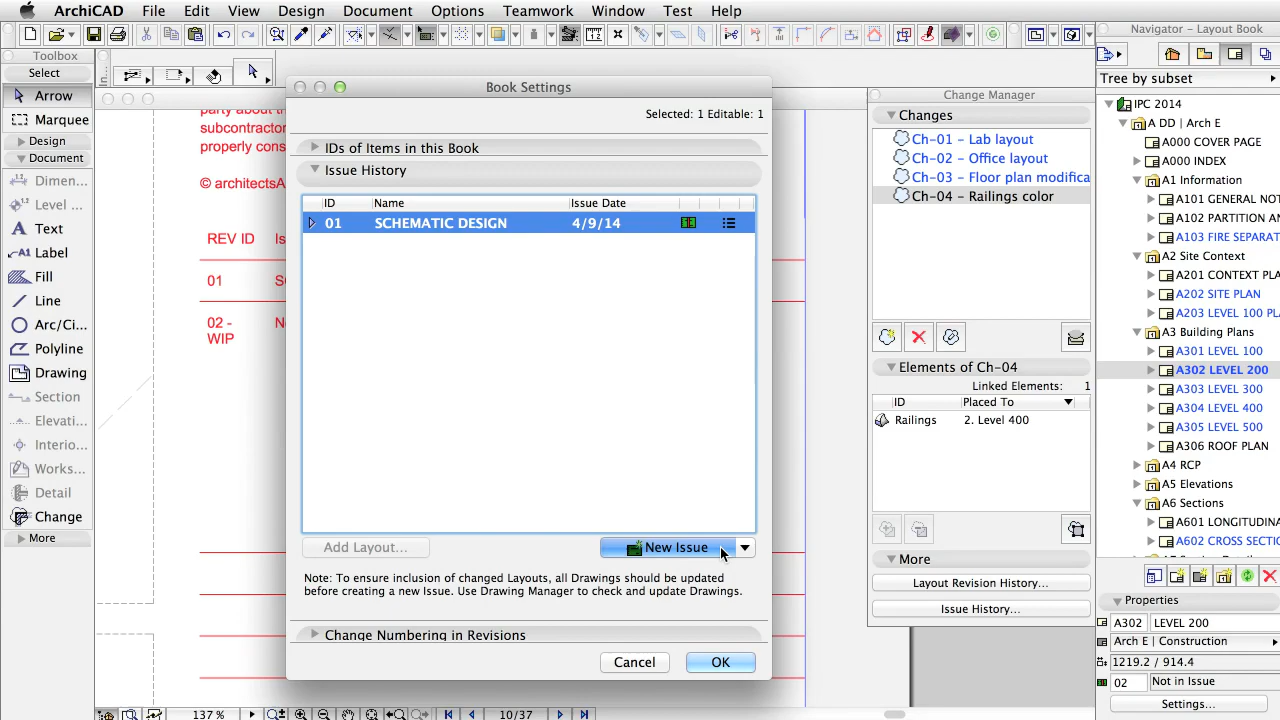 ArchiCAD File Edit View Design Document Options Teamwork Window Test Help
Toolbox
Select
Arrow
Marquee
Design
Document
Dimen...
Level ...
Text
A1 Label
Fill
Line
Arc/Ci...
Polyline
Drawing
Section
Elevati...
Interio...
Works...
Detail
Change
More
party about th
subcontractor
properly cons
© architectsA
REV ID Is
01 S
02 - N
WIP
137 %
10/37
Book Settings
Selected: 1 Editable: 1
IDs of Items in this Book
Issue History
ID Name Issue Date
01 SCHEMATIC DESIGN 4/9/14
Add Layout...
New Issue
Note: To ensure inclusion of changed Layouts, all Drawings should be updated
before creating a new Issue. Use Drawing Manager to check and update Drawings.
Change Numbering in Revisions
Cancel
OK
Change Manager
Changes
Ch-01 - Lab layout
Ch-02 - Office layout
Ch-03 - Floor plan modifica
Ch-04 - Railings color
Elements of Ch-04
Linked Elements: 1
ID Placed To
Railings 2. Level 400
More
Layout Revision History...
Issue History...
Navigator - Layout Book
Tree by subset
IPC 2014
A DD | Arch E
A000 COVER PAGE
A000 INDEX
A1 Information
A101 GENERAL NOT
A102 PARTITION AN
A103 FIRE SEPARAT
A2 Site Context
A201 CONTEXT PLA
A202 SITE PLAN
A203 LEVEL 100 PL
A3 Building Plans
A301 LEVEL 100
A302 LEVEL 200
A303 LEVEL 300
A304 LEVEL 400
A305 LEVEL 500
A306 ROOF PLAN
A4 RCP
A5 Elevations
A6 Sections
A601 LONGITUDINA
A602 CROSS SECTIO
Properties
A302 LEVEL 200
Arch E | Construction
1219.2 / 914.4
02 Not in Issue
Settings...